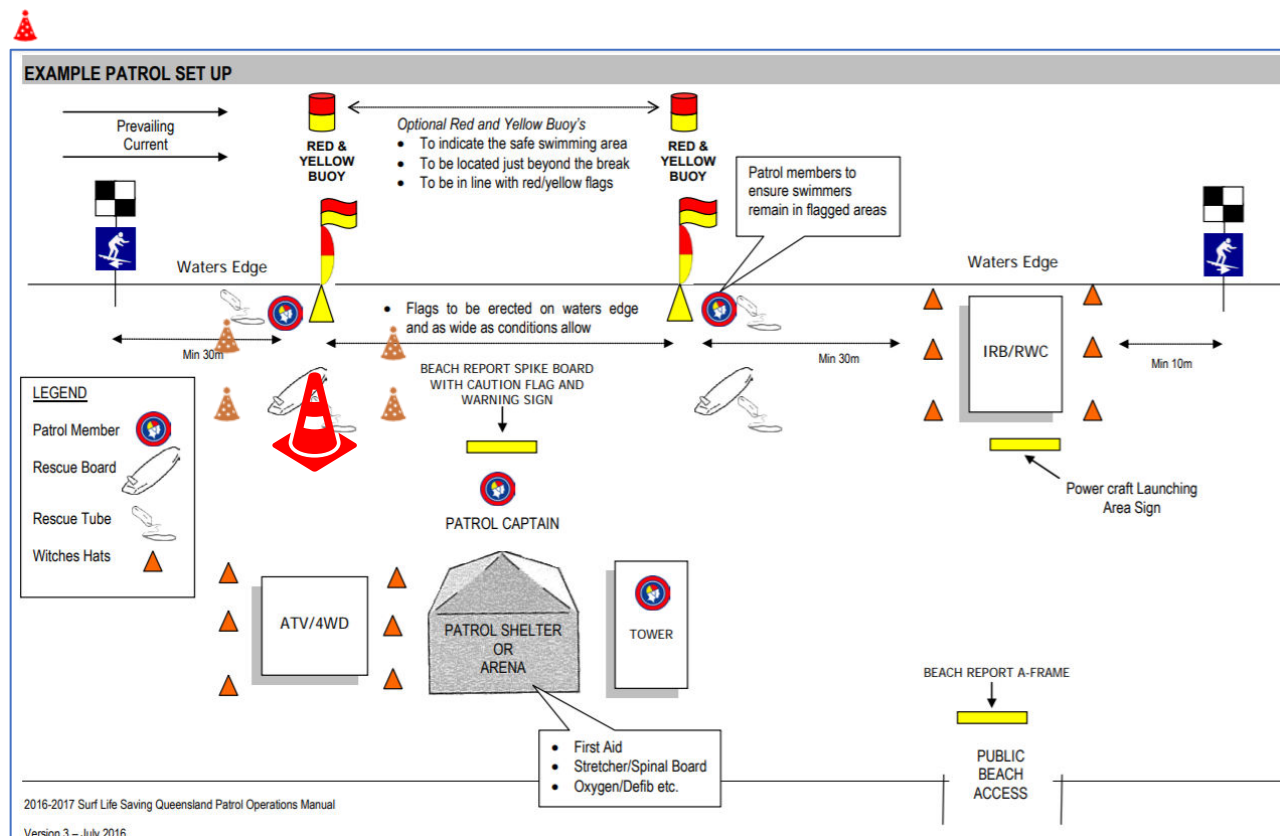 EXAMPLE PATROL SET UP
Prevailing
Current
RED &
YELLOW
BUOY
Optional Red and Yellow Buoy's
• To indicate the safe swimming area
• To be located just beyond the break
• To be in line with red/yellow flags
RED &
YELLOW
BUOY
Patrol members to
ensure swimmers
remain in flagged areas
Waters Edge
Waters Edge
• Flags to be erected on waters edge
and as wide as conditions allow
Min 30m
Min 30m
IRB/RWC
Min 10m
BEACH REPORT SPIKE BOARD
WITH CAUTION FLAG AND
WARNING SIGN
LEGEND
Patrol Member
Rescue Board
Rescue Tube
Witches Hats
Power craft Launching
Area Sign
PATROL CAPTAIN
ATV/4WD
PATROL SHELTER
OR
ARENA
TOWER
BEACH REPORT A-FRAME
• First Aid
• Stretcher/Spinal Board
• Oxygen/Defib etc.
PUBLIC
BEACH
ACCESS
2016-2017 Surf Life Saving Queensland Patrol Operations Manual
Version 3 – July 2016